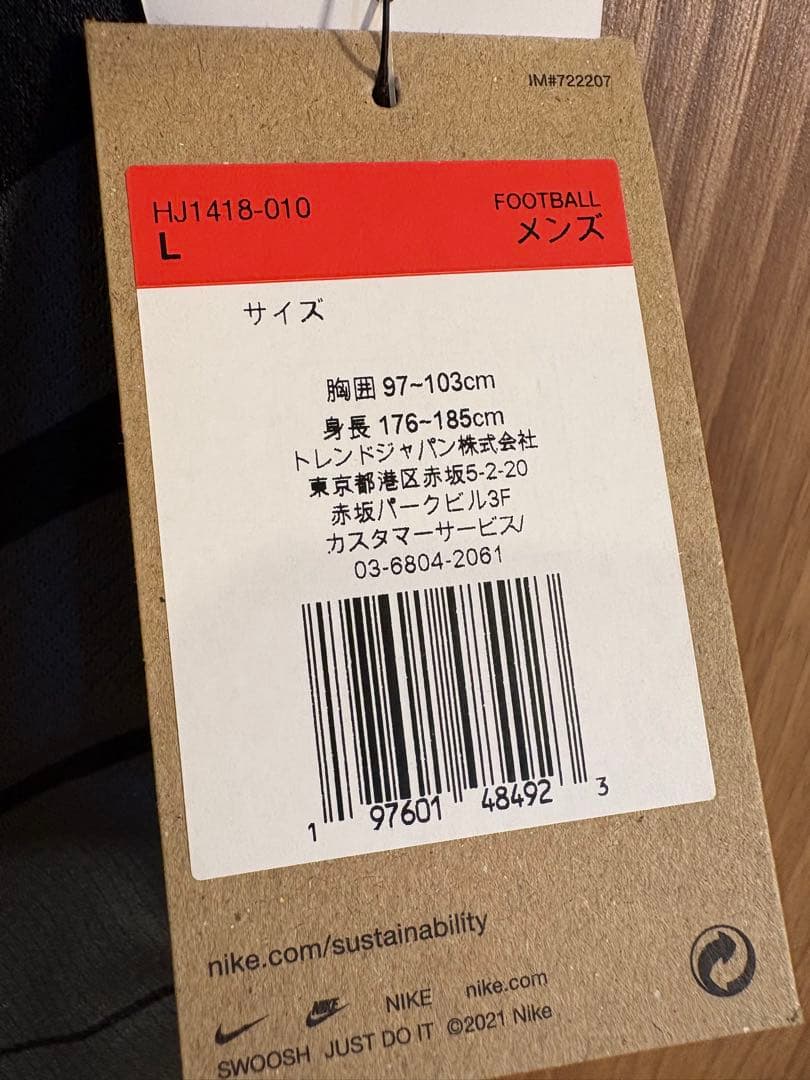 IM#722207
HJ1418-010
FOOTBALL
L
メンズ
サイズ
胸囲 97~103cm
身長 176~185cm
トレンドジャパン株式会社
東京都港区赤坂5-2-20
赤坂パークビル3F
カスタマーサービス/
03-6804-2061
1 97601 48492 3
nike.com/sustainability
NIKE NIKE nike.com
SWOOSH JUST DO IT ©2021 Nike